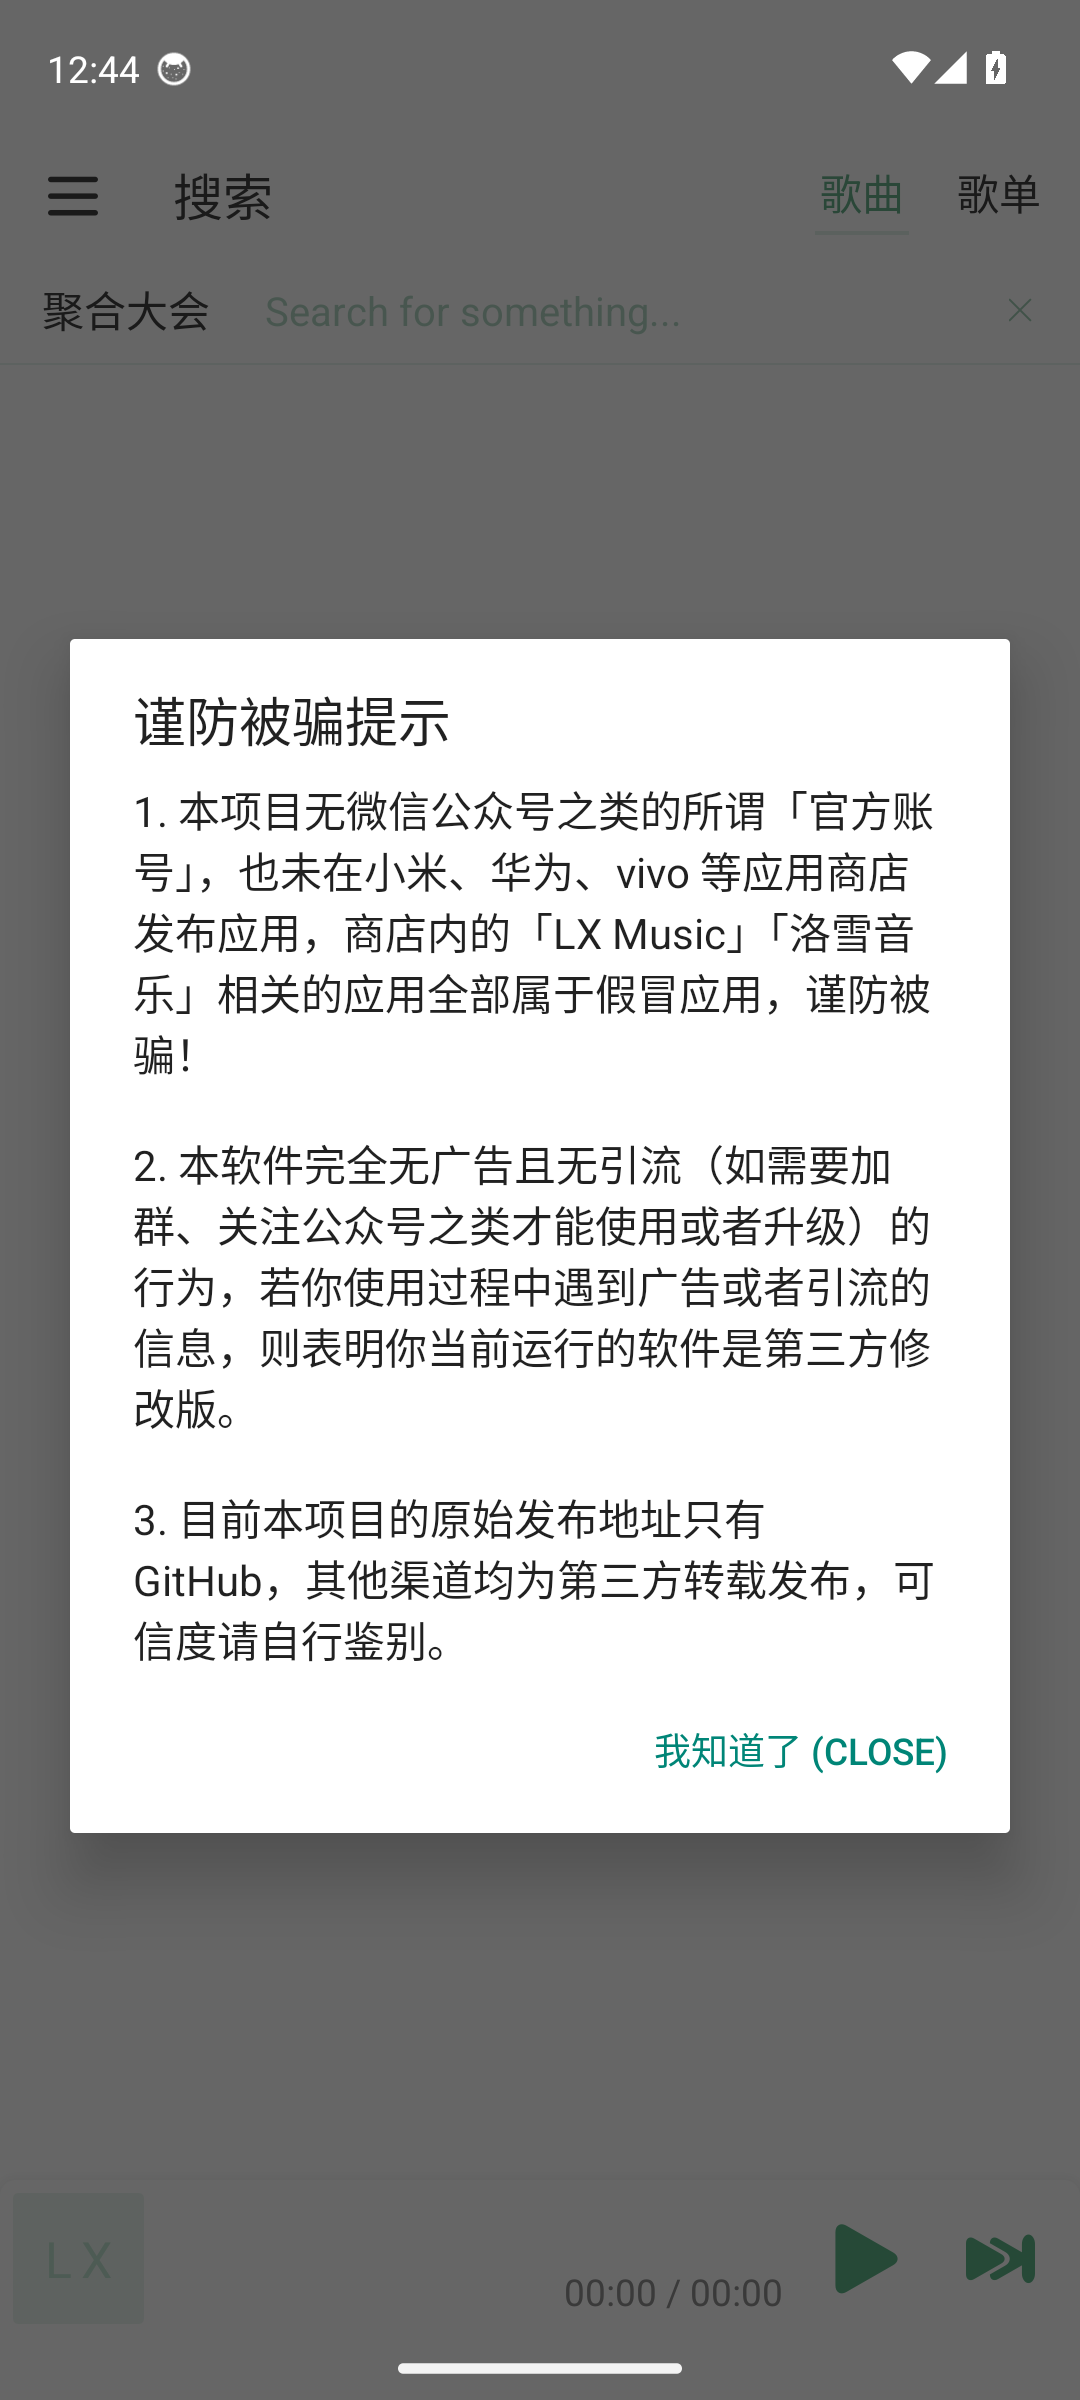 12:44
搜索
歌曲
歌单
聚合大会
Search for something...
谨防被骗提示
1. 本项目无微信公众号之类的所谓「官方账
号」，也未在小米、华为、vivo 等应用商店
发布应用，商店内的「LX Music」「洛雪音
乐」相关的应用全部属于假冒应用，谨防被
骗！
2. 本软件完全无广告且无引流（如需要加
群、关注公众号之类才能使用或者升级）的
行为，若你使用过程中遇到广告或者引流的
信息，则表明你当前运行的软件是第三方修
改版。
3. 目前本项目的原始发布地址只有
GitHub，其他渠道均为第三方转载发布，可
信度请自行鉴别。
我知道了 (CLOSE)
LX
00:00 / 00:00